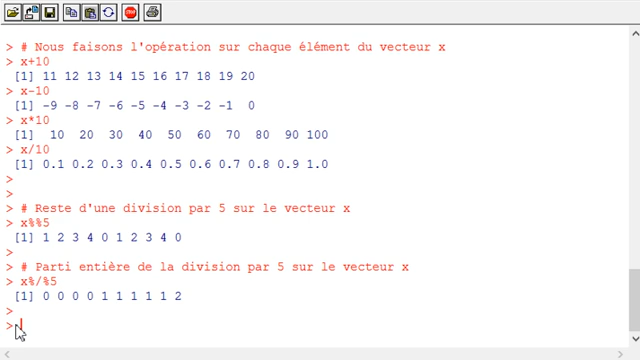 > # Nous faisons l'opération sur chaque élément du vecteur x
> x+10
[1] 11 12 13 14 15 16 17 18 19 20
> x-10
[1] -9 -8 -7 -6 -5 -4 -3 -2 -1 0
> x*10
[1] 10 20 30 40 50 60 70 80 90 100
> x/10
[1] 0.1 0.2 0.3 0.4 0.5 0.6 0.7 0.8 0.9 1.0
>
>
> # Reste d'une division par 5 sur le vecteur x
> x%%5
[1] 1 2 3 4 0 1 2 3 4 0
>
> # Parti entière de la division par 5 sur le vecteur x
> x%/%5
[1] 0 0 0 0 1 1 1 1 1 2
>
>